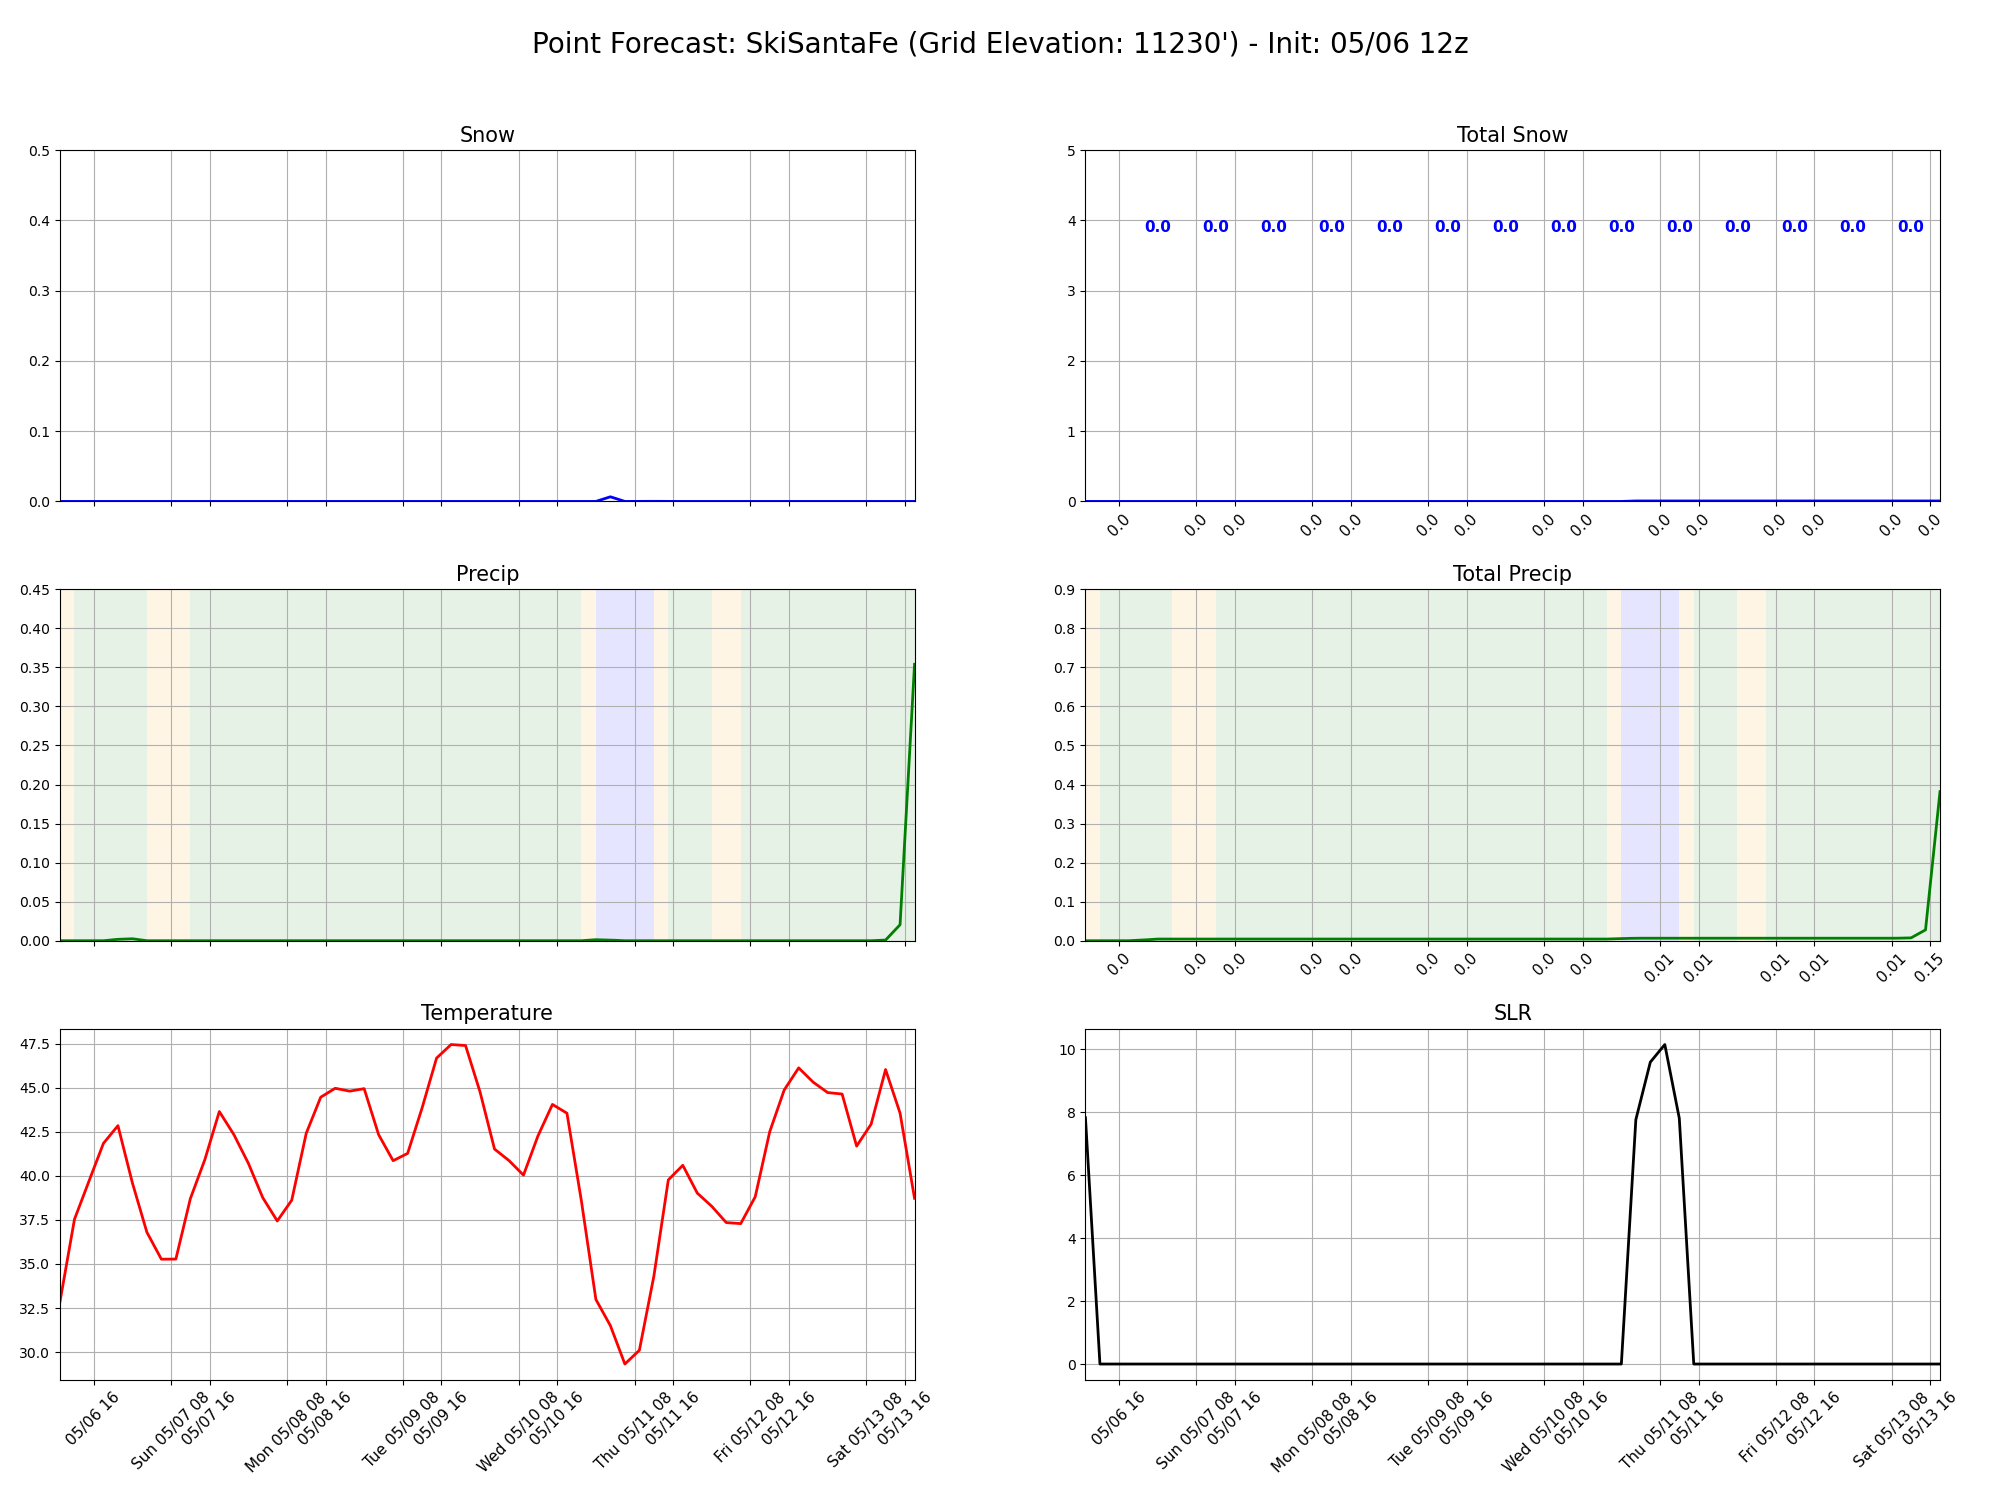 Point Forecast: SkiSantaFe (Grid Elevation: 11230') - Init: 05/06 12z
Snow
0.5
0.4
0.3
0.2
0.1
0.0
Total Snow
5
4
3
2
1
0
0.0 0.0 0.0 0.0 0.0 0.0 0.0 0.0 0.0 0.0 0.0 0.0 0.0 0.0
0.0 0.0 0.0 0.0 0.0 0.0 0.0 0.0 0.0 0.0 0.0 0.0 0.0 0.0 0.0
Precip
0.45
0.40
0.35
0.30
0.25
0.20
0.15
0.10
0.05
0.00
Total Precip
0.9
0.8
0.7
0.6
0.5
0.4
0.3
0.2
0.1
0.0
0.0 0.0 0.0 0.0 0.0 0.0 0.0 0.0 0.0 0.01 0.01 0.01 0.01 0.01 0.15
Temperature
47.5
45.0
42.5
40.0
37.5
35.0
32.5
30.0
05/06 16
Sun 05/07 08
05/07 16
Mon 05/08 08
05/08 16
Tue 05/09 08
05/09 16
Wed 05/10 08
05/10 16
Thu 05/11 08
05/11 16
Fri 05/12 08
05/12 16
Sat 05/13 08
05/13 16
SLR
10
8
6
4
2
0
05/06 16
Sun 05/07 08
05/07 16
Mon 05/08 08
05/08 16
Tue 05/09 08
05/09 16
Wed 05/10 08
05/10 16
Thu 05/11 08
05/11 16
Fri 05/12 08
05/12 16
Sat 05/13 08
05/13 16